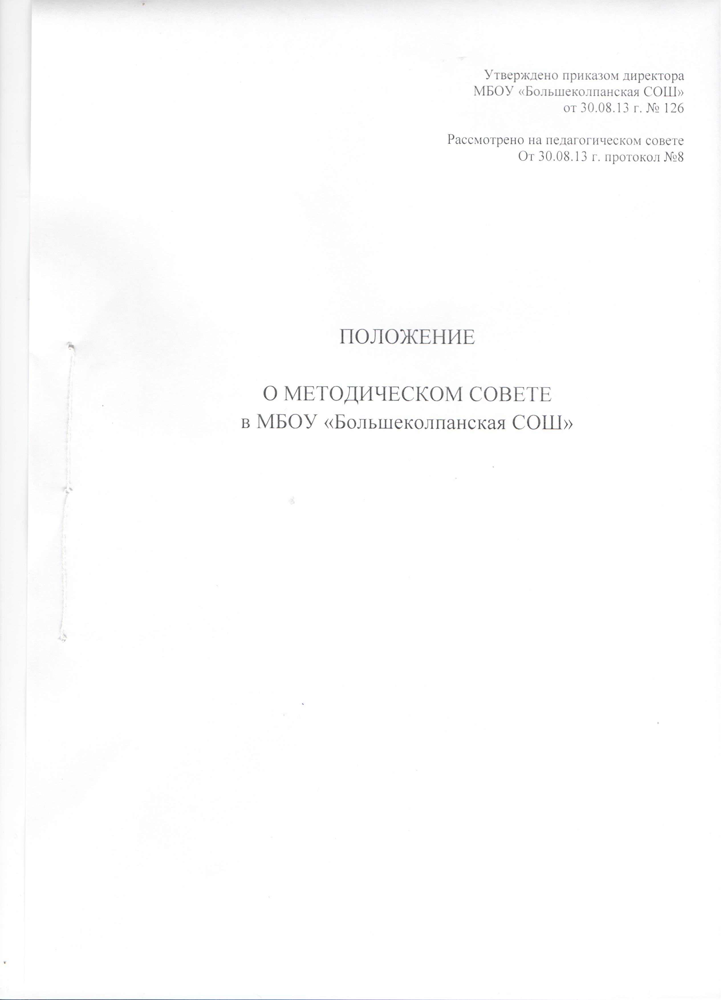 Утверждено приказом директора
МБОУ «Большеколпанская СОШ»
от 30.08.13 г. № 126
Рассмотрено на педагогическом совете
От 30.08.13 г. протокол №8
ПОЛОЖЕНИЕ
О МЕТОДИЧЕСКОМ СОВЕТЕ
в МБОУ «Большеколпанская СОШ»